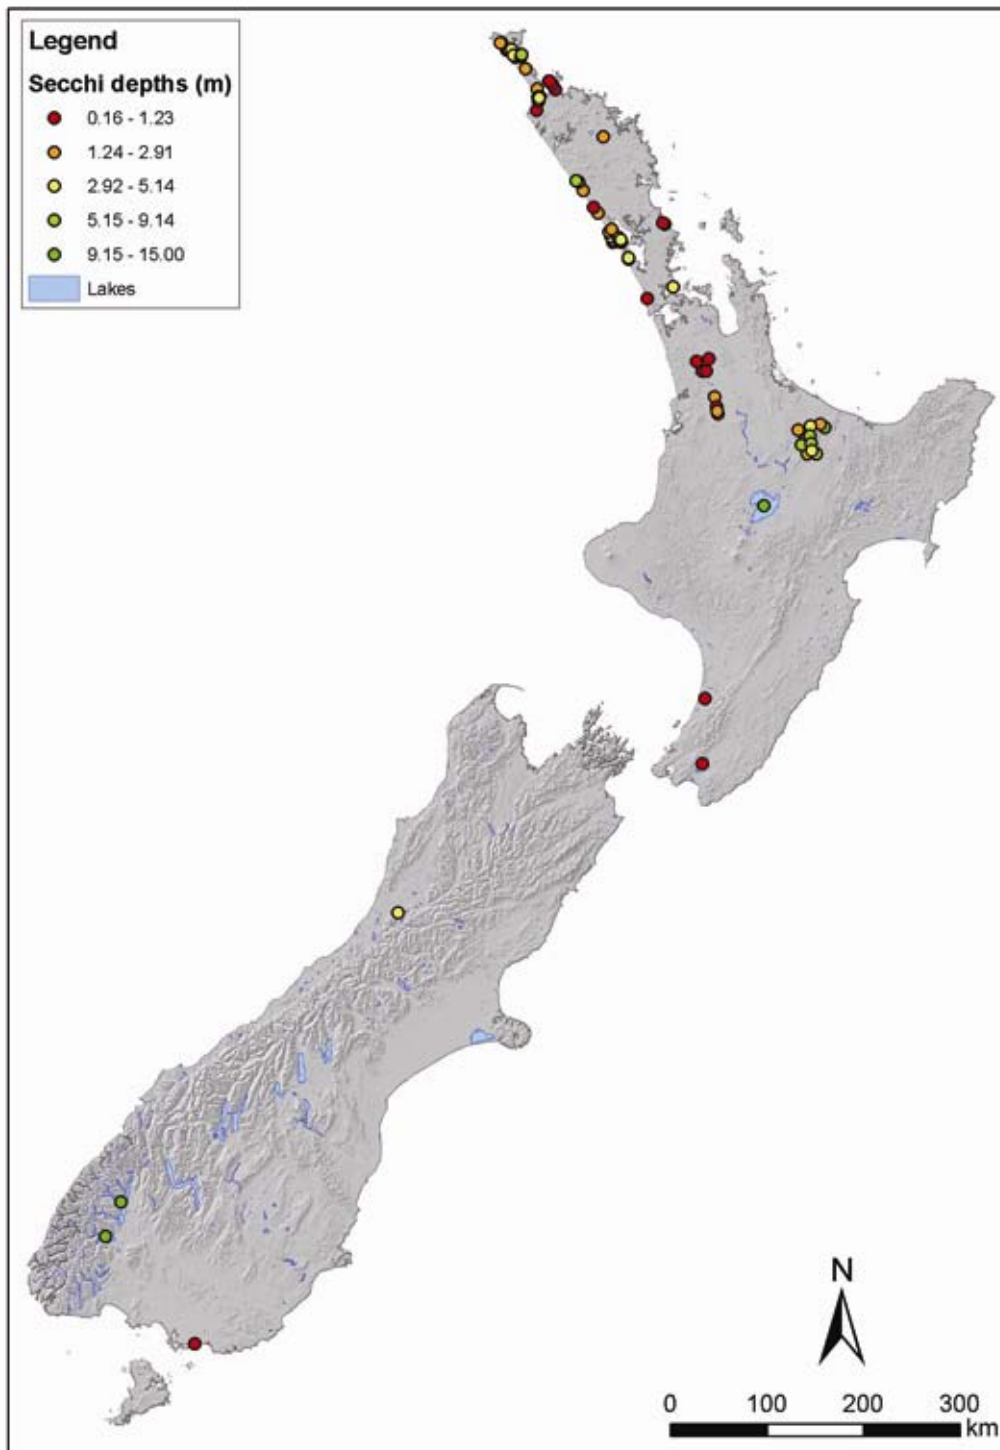 Legend
Secchi depths (m)
0.16 - 1.23
1.24 - 2.91
2.92 - 5.14
5.15 - 9.14
9.15 - 15.00
Lakes
N
0 100 200 300
km